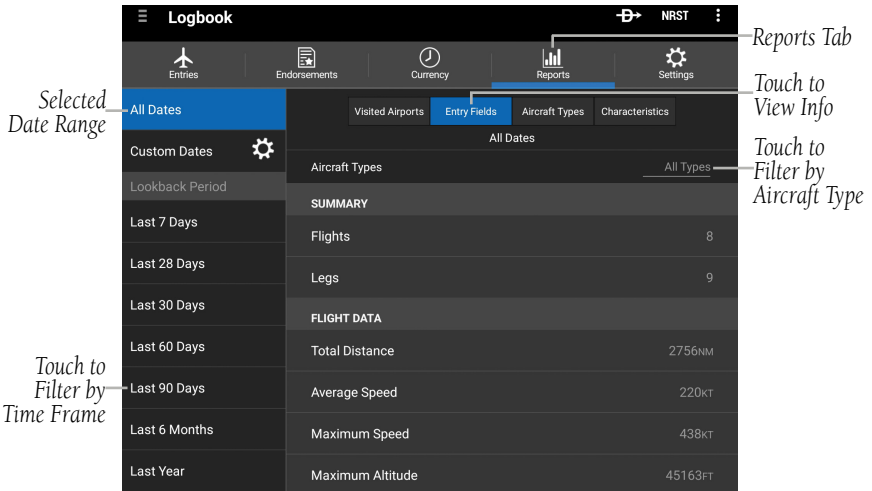 Logbook
D
NRST
Entries
Endorsements
Currency
Reports
Settings
Reports Tab
Touch to
View Info
Touch to
Filter by
Aircraft Type
Selected
Date Range
Touch to
Filter by
Time Frame
All Dates
Custom Dates
Lookback Period
Last 7 Days
Last 28 Days
Last 30 Days
Last 60 Days
Last 90 Days
Last 6 Months
Last Year
Visited Airports
Entry Fields
Aircraft Types
Characteristics
All Dates
Aircraft Types All Types
SUMMARY
Flights 8
Legs 9
FLIGHT DATA
Total Distance 2756NM
Average Speed 220KT
Maximum Speed 438KT
Maximum Altitude 45163FT